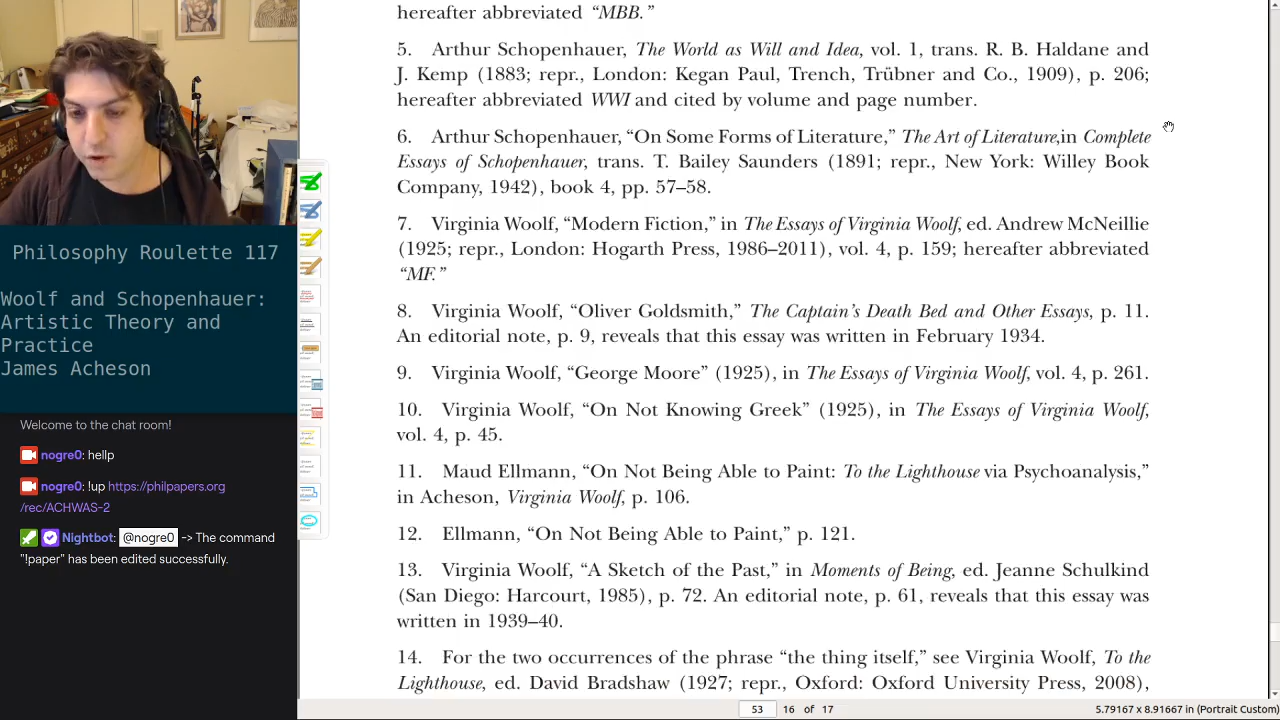 hereafter abbreviated “MBB.”
5. Arthur Schopenhauer, The World as Will and Idea, vol. 1, trans. R. B. Haldane and
J. Kemp (1883; repr., London: Kegan Paul, Trench, Trübner and Co., 1909), p. 206;
hereafter abbreviated WWI and cited by volume and page number.
6. Arthur Schopenhauer, “On Some Forms of Literature,” The Art of Literature,in Complete
Essays of Schopenhauer, trans. T. Bailey Saunders (1891; repr., New York: Willey Book
Company, 1942), book 4, pp. 57–58.
7. Virginia Woolf, “Modern Fiction,” in The Essays of Virginia Woolf, ed. Andrew McNeillie
(1925; repr., London: Hogarth Press, 1986–2011), vol. 4, p. 159; hereafter abbreviated
“MF.”
8. Virginia Woolf, “Oliver Goldsmith,” in The Captain’s Death Bed and Other Essays, p. 11.
An editorial note, p. reveals that this essay was written in February 1934.
9. Virginia Woolf, “George Moore” (1925), in The Essays of Virginia Woolf, vol. 4, p. 261.
10. Virginia Woolf, “On Not Knowing Greek” (1925), in The Essays of Virginia Woolf,
vol. 4, p. 45.
11. Maud Ellmann, “On Not Being Able to Paint: To the Lighthouse via Psychoanalysis,”
in Acheson, Virginia Woolf, p. 106.
12. Ellmann, “On Not Being Able to Paint,” p. 121.
13. Virginia Woolf, “A Sketch of the Past,” in Moments of Being, ed. Jeanne Schulkind
(San Diego: Harcourt, 1985), p. 72. An editorial note, p. 61, reveals that this essay was
written in 1939–40.
14. For the two occurrences of the phrase “the thing itself,” see Virginia Woolf, To the
Lighthouse, ed. David Bradshaw (1927; repr., Oxford: Oxford University Press, 2008),
53 16 of 17 5.79167 x 8.91667 in (Portrait Custom)
Philosophy Roulette 117
Woolf and Schopenhauer:
Artistic Theory and
Practice
James Acheson
Welcome to the chat room!
nogre0: hellp
nogre0: !up https://philpapers.org
/rec/ACHWAS-2
Nightbot: @nogre0 -> The command
"!paper" has been edited successfully.